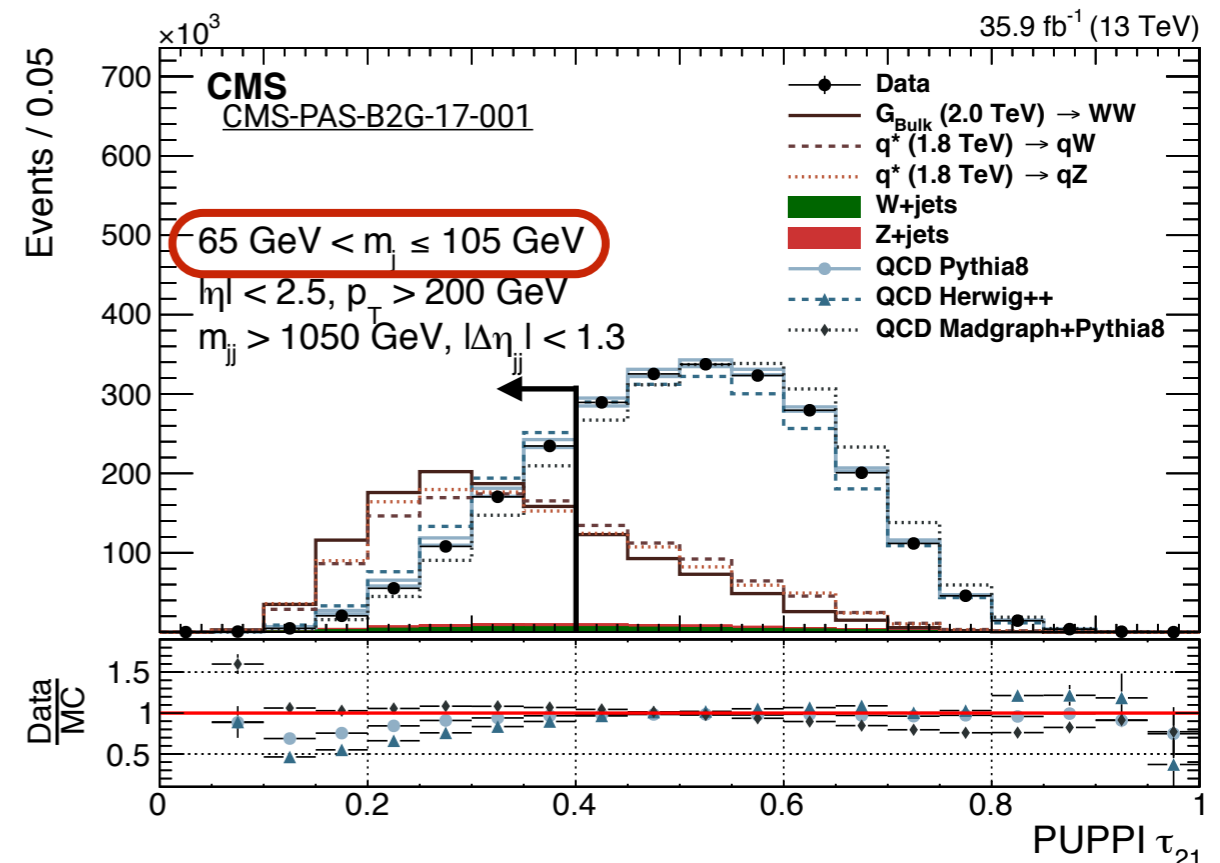 ×10³
35.9 fb⁻¹ (13 TeV)
Events / 0.05
700
600
500
400
300
200
100
CMS
CMS-PAS-B2G-17-001
65 GeV < mⱼ ≤ 105 GeV
|η| < 2.5, p_T > 200 GeV
m_jj > 1050 GeV, |Δη_jj| < 1.3
Data
G_Bulk (2.0 TeV) → WW
q* (1.8 TeV) → qW
q* (1.8 TeV) → qZ
W+jets
Z+jets
QCD Pythia8
QCD Herwig++
QCD Madgraph+Pythia8
Data
MC
1.5
1
0.5
0 0.2 0.4 0.6 0.8 1
PUPPI τ₂₁